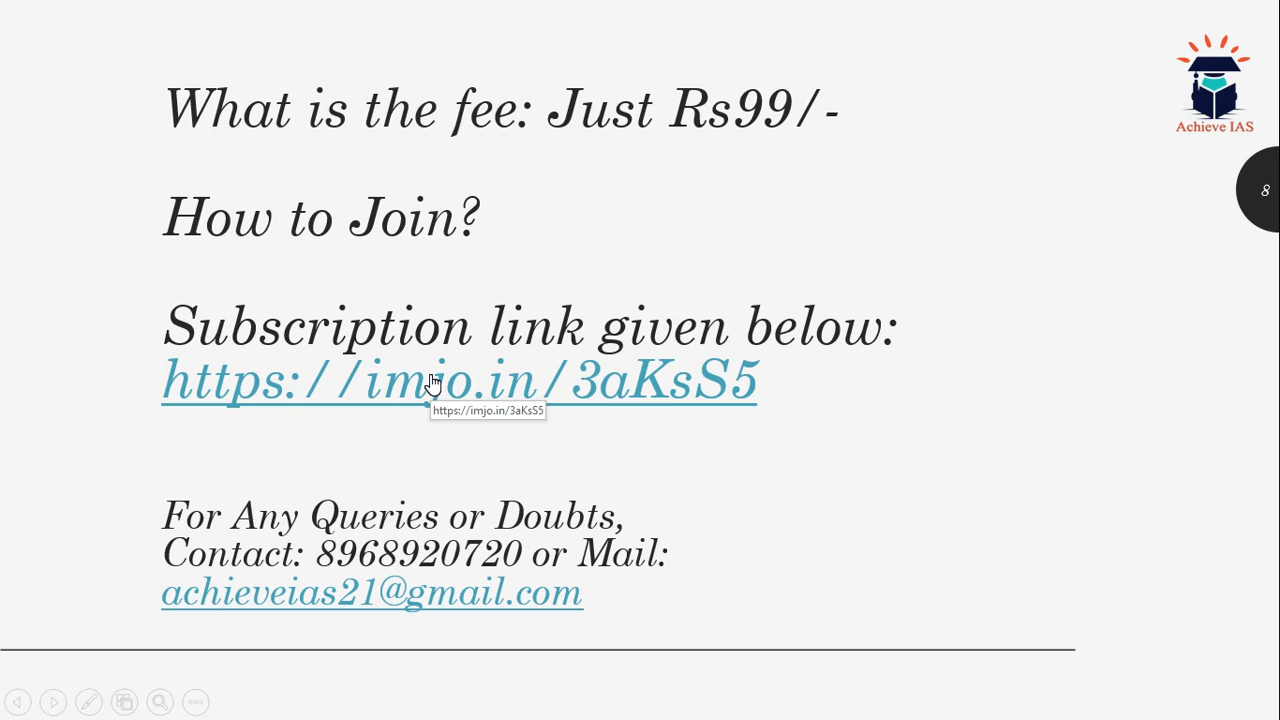 What is the fee: Just Rs99/-
Achieve IAS
8
How to Join?
Subscription link given below:
https://imjo.in/3aKsS5
https://imjo.in/3aKsS5
For Any Queries or Doubts,
Contact: 8968920720 or Mail:
achieveias21@gmail.com